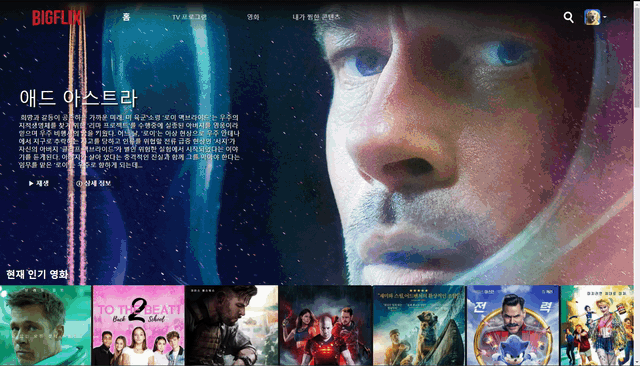 BIGFLIX
홈
TV 프로그램
영화
내가 찜한 콘텐츠
애드 아스트라
희망과 갈등이 공존하는 가까운 미래, 미 육군 소령 '로이 맥브라이드'는 우주의
지적생명체를 찾기 위한 '리마 프로젝트'를 수행중에 실종된 아버지를 영웅이라
믿으며 우주 비행사의 꿈을 키웠다. 어느 날, '로이'는 이상 현상으로 우주 안테나
에서 지구로 추락하는 사고를 당하고 인류를 위협할 전류 급증 현상인 '써지'가
자신의 아버지 '클리포드 맥브라이드'가 벌인 위험한 실험에서 시작되었다는 이야
기를 듣게된다. 아버지가 살아 있다는 충격적인 진실과 함께 그를 막아야 한다는
임무를 맡은 '로이'는 우주로 향하게 되는데…
▶ 재생
ⓘ 상세 정보
현재 인기 영화
TO THE BEAT!
2
Back School
전 력